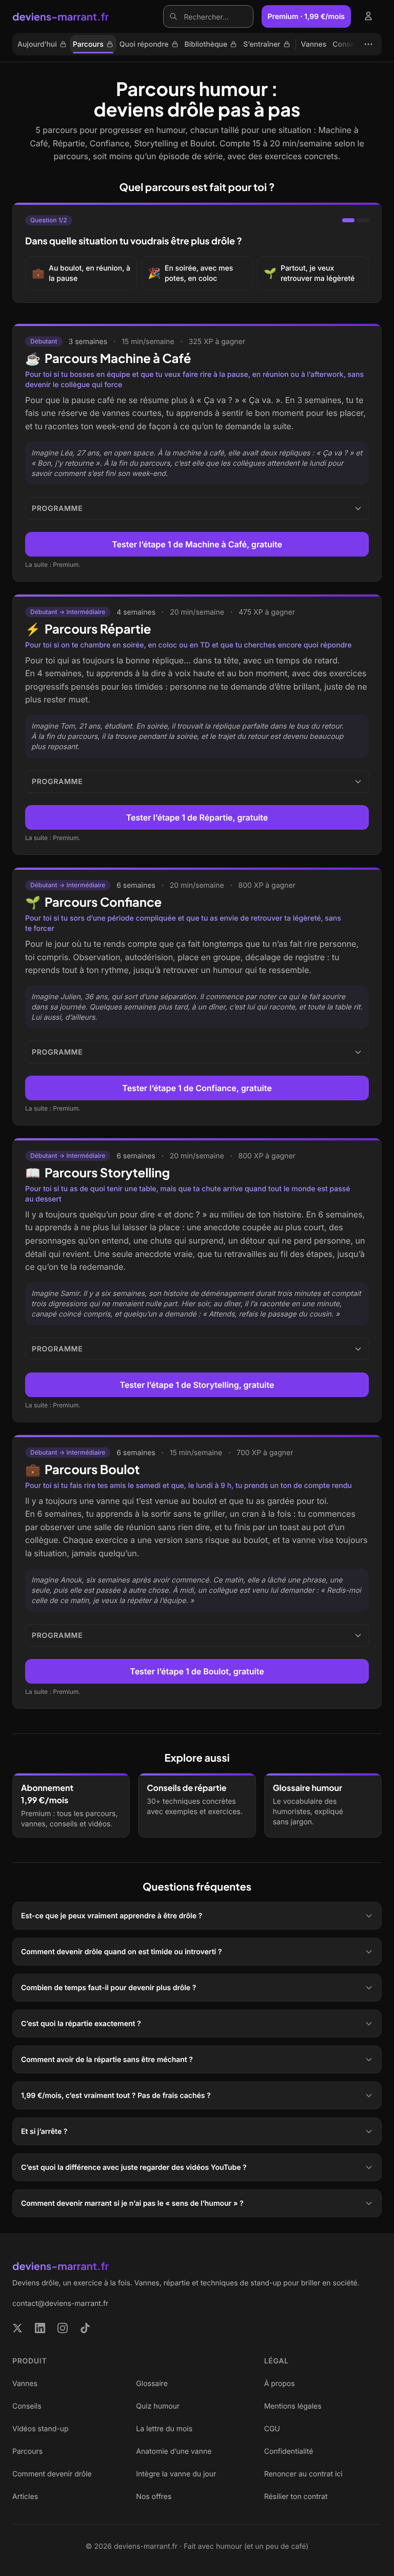 deviens-marrant.fr
Rechercher...
Premium · 1,99 €/mois
Aujourd’hui
Parcours
Quoi répondre
Bibliothèque
S’entraîner
Vannes
Parcours humour :
deviens drôle pas à pas
5 parcours pour progresser en humour, chacun taillé pour une situation : Machine à
Café, Répartie, Confiance, Storytelling et Boulot. Compte 15 à 20 min/semaine selon le
parcours, soit moins qu’un épisode de série, avec des exercices concrets.
Quel parcours est fait pour toi ?
Question 1/2
Dans quelle situation tu voudrais être plus drôle ?
Au boulot, en réunion, à
la pause
En soirée, avec mes
potes, en coloc
Partout, je veux
retrouver ma légèreté
Débutant 3 semaines · 15 min/semaine · 325 XP à gagner
Parcours Machine à Café
Pour toi si tu bosses en équipe et que tu veux faire rire à la pause, en réunion ou à l’afterwork, sans
devenir le collègue qui force
Parce que la pause café ne se résume plus à « Ça va ? » « Ça va. ». En 3 semaines, tu te
fais une réserve de vannes courtes, tu apprends à sentir le bon moment pour les placer,
et tu racontes ton week-end de façon à ce qu’on te demande la suite.
Imagine Léa, 27 ans, en open space. À la machine à café, elle avait deux répliques : « Ça va ? » et
« Bon, j’y retourne ». À la fin du parcours, c’est elle que les collègues attendent le lundi pour
savoir comment s’est fini son week-end.
PROGRAMME
Tester l’étape 1 de Machine à Café, gratuite
La suite : Premium.
Débutant → Intermédiaire 4 semaines · 20 min/semaine · 475 XP à gagner
Parcours Répartie
Pour toi si on te chambre en soirée, en coloc ou en TD et que tu cherches encore quoi répondre
Pour toi qui as toujours la bonne réplique... dans ta tête, avec un temps de retard.
En 4 semaines, tu apprends à la dire à voix haute et au bon moment, avec des exercices
progressifs pensés pour les timides : personne ne te demande d’être brillant, juste de ne
plus rester muet.
Imagine Tom, 21 ans, étudiant. En soirée, il trouvait la réplique parfaite dans le bus du retour.
À la fin du parcours, il la trouve pendant la soirée, et le trajet du retour est devenu beaucoup
plus reposant.
PROGRAMME
Tester l’étape 1 de Répartie, gratuite
La suite : Premium.
Débutant → Intermédiaire 6 semaines · 20 min/semaine · 800 XP à gagner
Parcours Confiance
Pour toi si tu sors d’une période compliquée et que tu as envie de retrouver ta légèreté, sans
te forcer
Pour le jour où tu te rends compte que ça fait longtemps que tu n’as pas fait rire personne,
toi compris. Observation, autodérision, place en groupe, décalage de registre : tu
reprends tout à ton rythme, jusqu’à retrouver un humour qui te ressemble.
Imagine Julien, 36 ans, qui sort d’une séparation. Il commence par noter ce qui le fait sourire
dans sa journée. Quelques semaines plus tard, à un dîner, c’est lui qui raconte, et toute la table rit.
Lui aussi, d’ailleurs.
PROGRAMME
Tester l’étape 1 de Confiance, gratuite
La suite : Premium.
Débutant → Intermédiaire 6 semaines · 20 min/semaine · 800 XP à gagner
Parcours Storytelling
Pour toi si tu as de quoi tenir une table, mais que ta chute arrive quand tout le monde est passé
au dessert
Il y a toujours quelqu’un pour dire « et donc ? » au milieu de ton histoire. En 6 semaines,
tu apprends à ne plus lui laisser la place : une anecdote coupée au plus court, des
personnages qu’on entend, une chute qui surprend, un détour qui ne perd personne, un
détail qui revient. Une seule anecdote vraie, que tu retravailles au fil des étapes, jusqu’à
ce qu’on te la redemande.
Imagine Samir. Il y a six semaines, son histoire de déménagement durait trois minutes et comptait
trois digressions qui ne menaient nulle part. Hier soir, au dîner, il l’a racontée en une minute,
canapé coincé compris, et quelqu’un a demandé : « Attends, refais le passage du cousin. »
PROGRAMME
Tester l’étape 1 de Storytelling, gratuite
La suite : Premium.
Débutant → Intermédiaire 6 semaines · 15 min/semaine · 700 XP à gagner
Parcours Boulot
Pour toi si tu fais rire tes amis le samedi et que, le lundi à 9 h, tu prends un ton de compte rendu
Il y a toujours une vanne qui t’est venue au boulot et que tu as gardée pour toi.
En 6 semaines, tu apprends à la sortir sans te griller, un cran à la fois : tu commences
par observer une salle de réunion sans rien dire, et tu finis par un toast au pot d’un
collègue. Chaque exercice a une version sans risque au boulot, et ta vanne vise toujours
la situation, jamais quelqu’un.
Imagine Anouk, six semaines après avoir commencé. Ce matin, elle a lâché une phrase, une
seule, puis elle est passée à autre chose. À midi, un collègue est venu lui demander : « Redis-moi
celle de ce matin, je veux la répéter à l’équipe. »
PROGRAMME
Tester l’étape 1 de Boulot, gratuite
La suite : Premium.
Explore aussi
Abonnement
1,99 €/mois
Premium : tous les parcours,
vannes, conseils et vidéos.
Conseils de répartie
30+ techniques concrètes
avec exemples et exercices.
Glossaire humour
Le vocabulaire des
humoristes, expliqué
sans jargon.
Questions fréquentes
Est-ce que je peux vraiment apprendre à être drôle ?
Comment devenir drôle quand on est timide ou introverti ?
Combien de temps faut-il pour devenir plus drôle ?
C’est quoi la répartie exactement ?
Comment avoir de la répartie sans être méchant ?
1,99 €/mois, c’est vraiment tout ? Pas de frais cachés ?
Et si j’arrête ?
C’est quoi la différence avec juste regarder des vidéos YouTube ?
Comment devenir marrant si je n’ai pas le « sens de l’humour » ?
deviens-marrant.fr
Deviens drôle, un exercice à la fois. Vannes, répartie et techniques de stand-up pour briller en société.
contact@deviens-marrant.fr
PRODUIT
Vannes
Conseils
Vidéos stand-up
Parcours
Comment devenir drôle
Articles
Glossaire
Quiz humour
La lettre du mois
Anatomie d’une vanne
Intègre la vanne du jour
Nos offres
LÉGAL
À propos
Mentions légales
CGU
Confidentialité
Renoncer au contrat ici
Résilier ton contrat
© 2026 deviens-marrant.fr · Fait avec humour (et un peu de café)